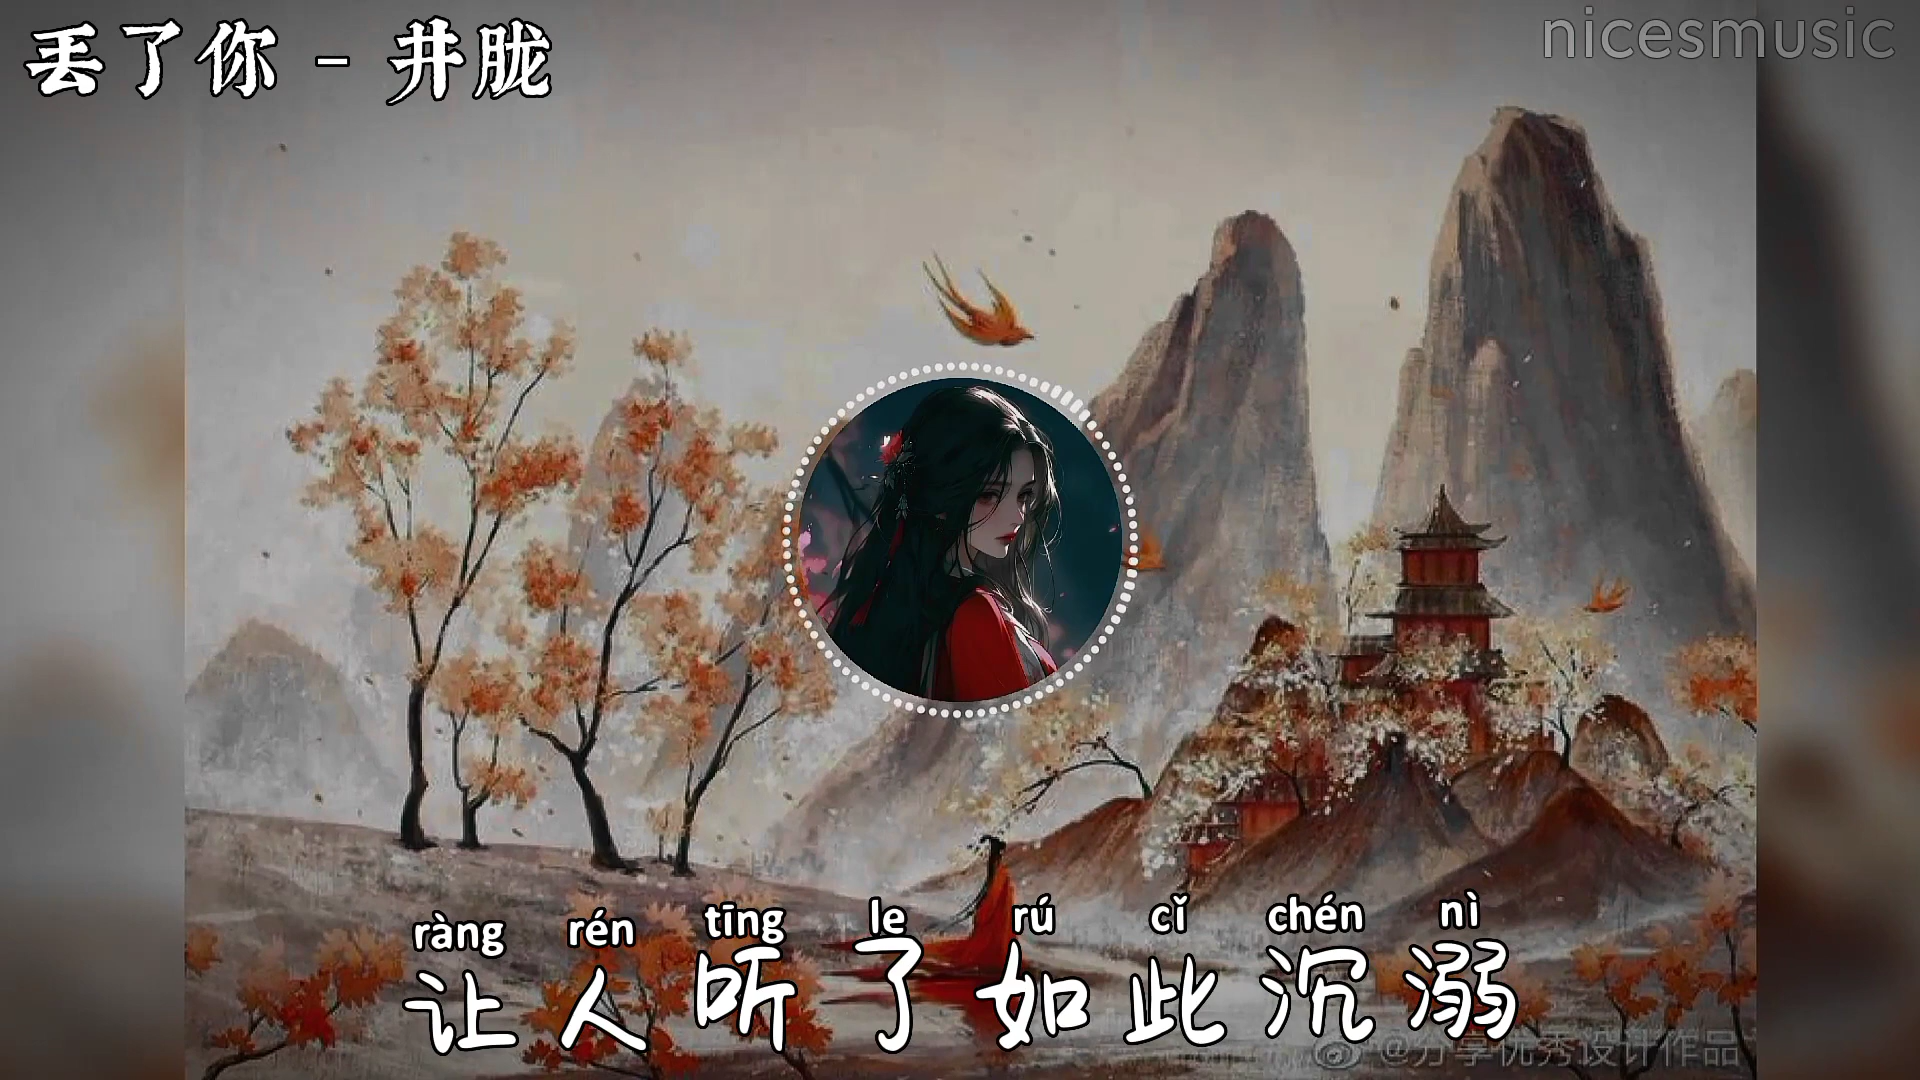 丢了你 - 井胧
nicesmusic
ràng rén tīng le rú cǐ chén nì
让人听了如此沉溺
@分享优秀设计作品